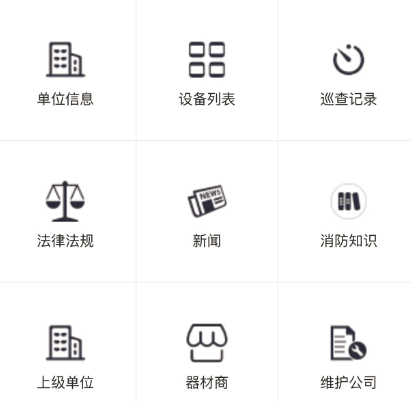 单位信息
设备列表
巡查记录
法律法规
NEWS
新闻
消防知识
上级单位
器材商
维护公司